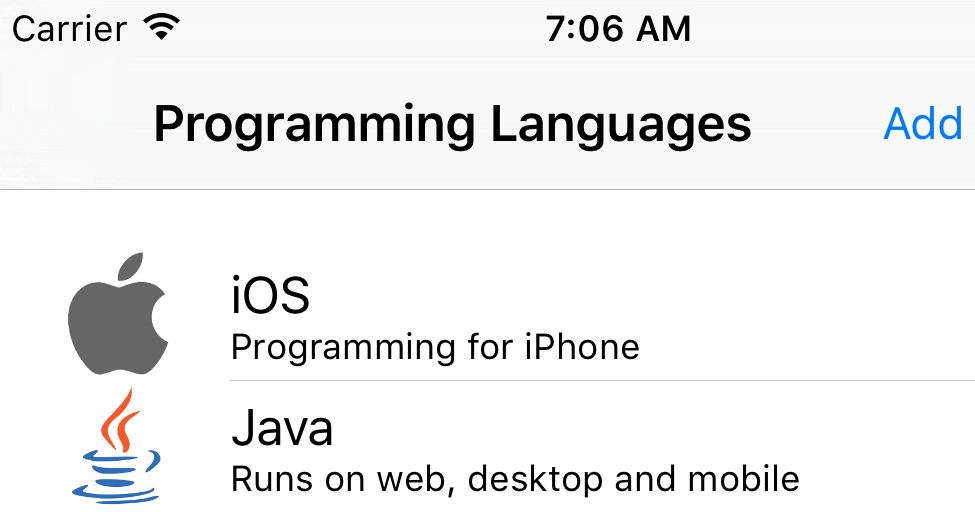 Carrier 7:06 AM
Programming Languages Add
iOS
Programming for iPhone
Java
Runs on web, desktop and mobile